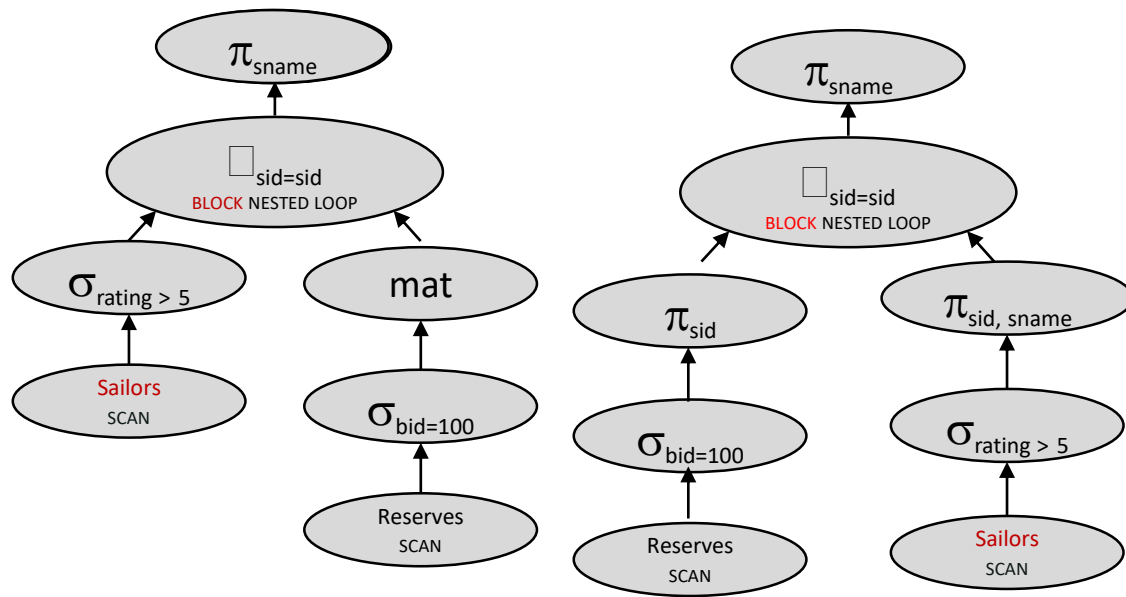 πsname
⎕sid=sid
BLOCK NESTED LOOP
σrating > 5
mat
Sailors
SCAN
σbid=100
Reserves
SCAN
πsname
⎕sid=sid
BLOCK NESTED LOOP
πsid
πsid, sname
σbid=100
σrating > 5
Reserves
SCAN
Sailors
SCAN